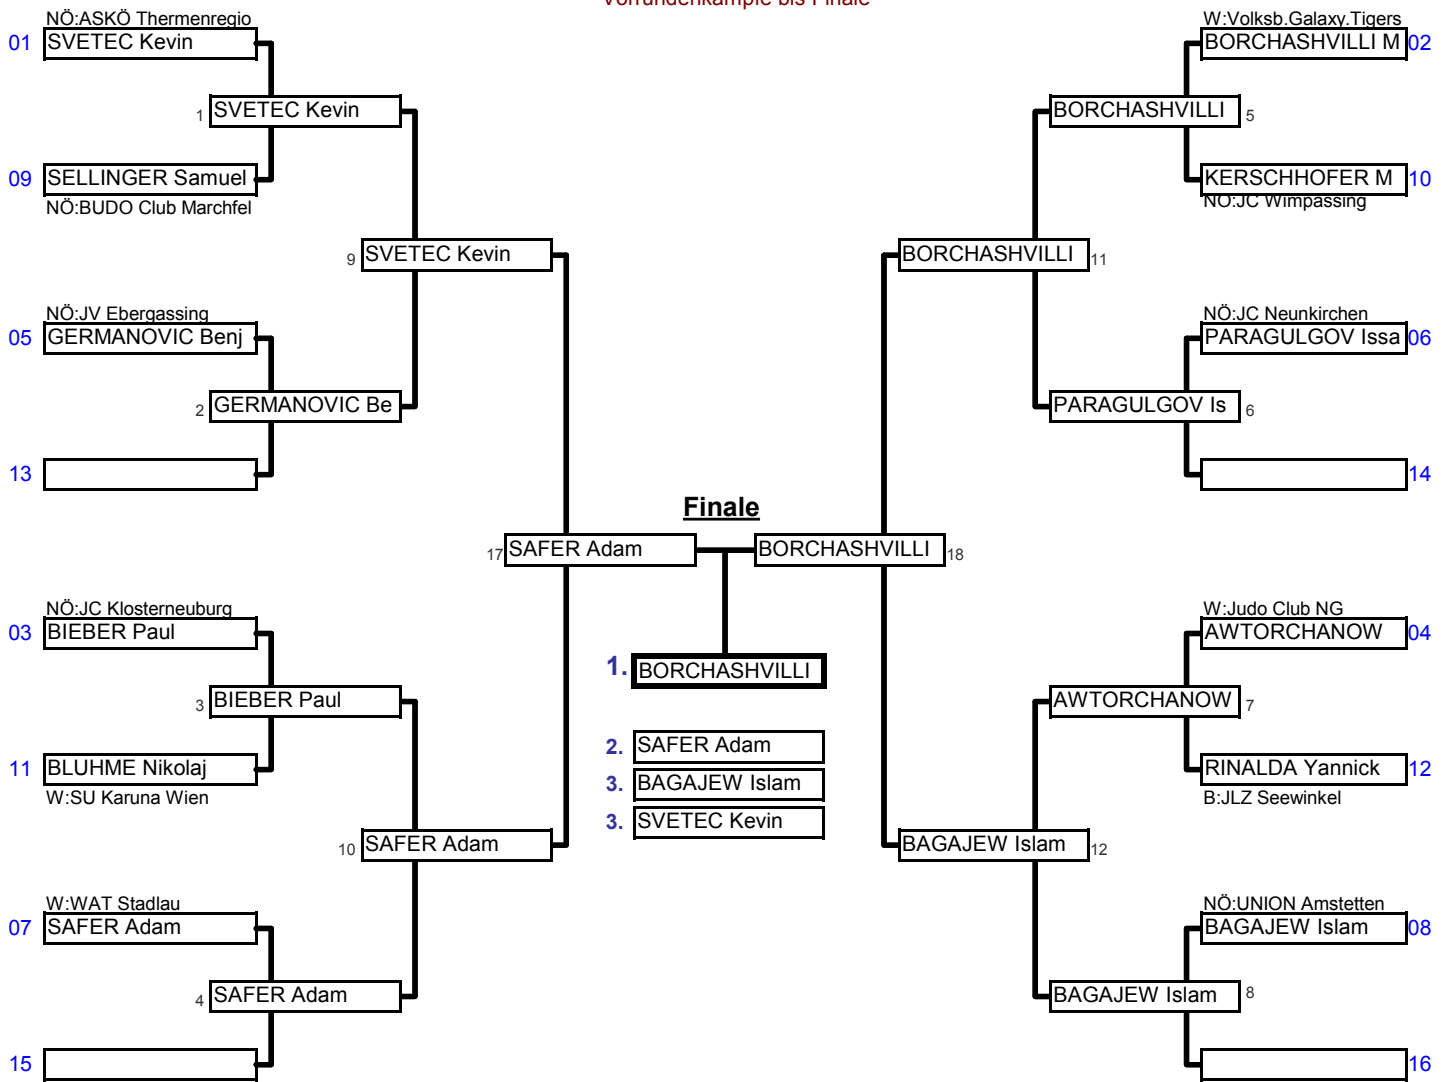 Vorrundenkämpfe bis Finale
NÖ:ASKÖ Thermenregio
01 SVETEC Kevin
1 SVETEC Kevin
09 SELLINGER Samuel
NÖ:BUDO Club Marchfel
9 SVETEC Kevin
NÖ:JV Ebergassing
05 GERMANOVIC Benj
2 GERMANOVIC Be
13
17 SAFER Adam
NÖ:JC Klosterneuburg
03 BIEBER Paul
3 BIEBER Paul
11 BLUHME Nikolaj
W:SU Karuna Wien
10 SAFER Adam
W:WAT Stadlau
07 SAFER Adam
4 SAFER Adam
15
Finale
1. BORCHASHVILLI
2. SAFER Adam
3. BAGAJEW Islam
3. SVETEC Kevin
W:Volksb.Galaxy.Tigers
BORCHASHVILLI M 02
BORCHASHVILLI 5
KERSCHHOFER M 10
NÖ:JC Wimpassing
BORCHASHVILLI 11
NÖ:JC Neunkirchen
PARAGULGOV Issa 06
PARAGULGOV Is 6
14
BORCHASHVILLI 18
W:Judo Club NG
AWTORCHANOW 04
AWTORCHANOW 7
RINALDA Yannick 12
B:JLZ Seewinkel
BAGAJEW Islam 12
NÖ:UNION Amstetten
BAGAJEW Islam 08
BAGAJEW Islam 8
16